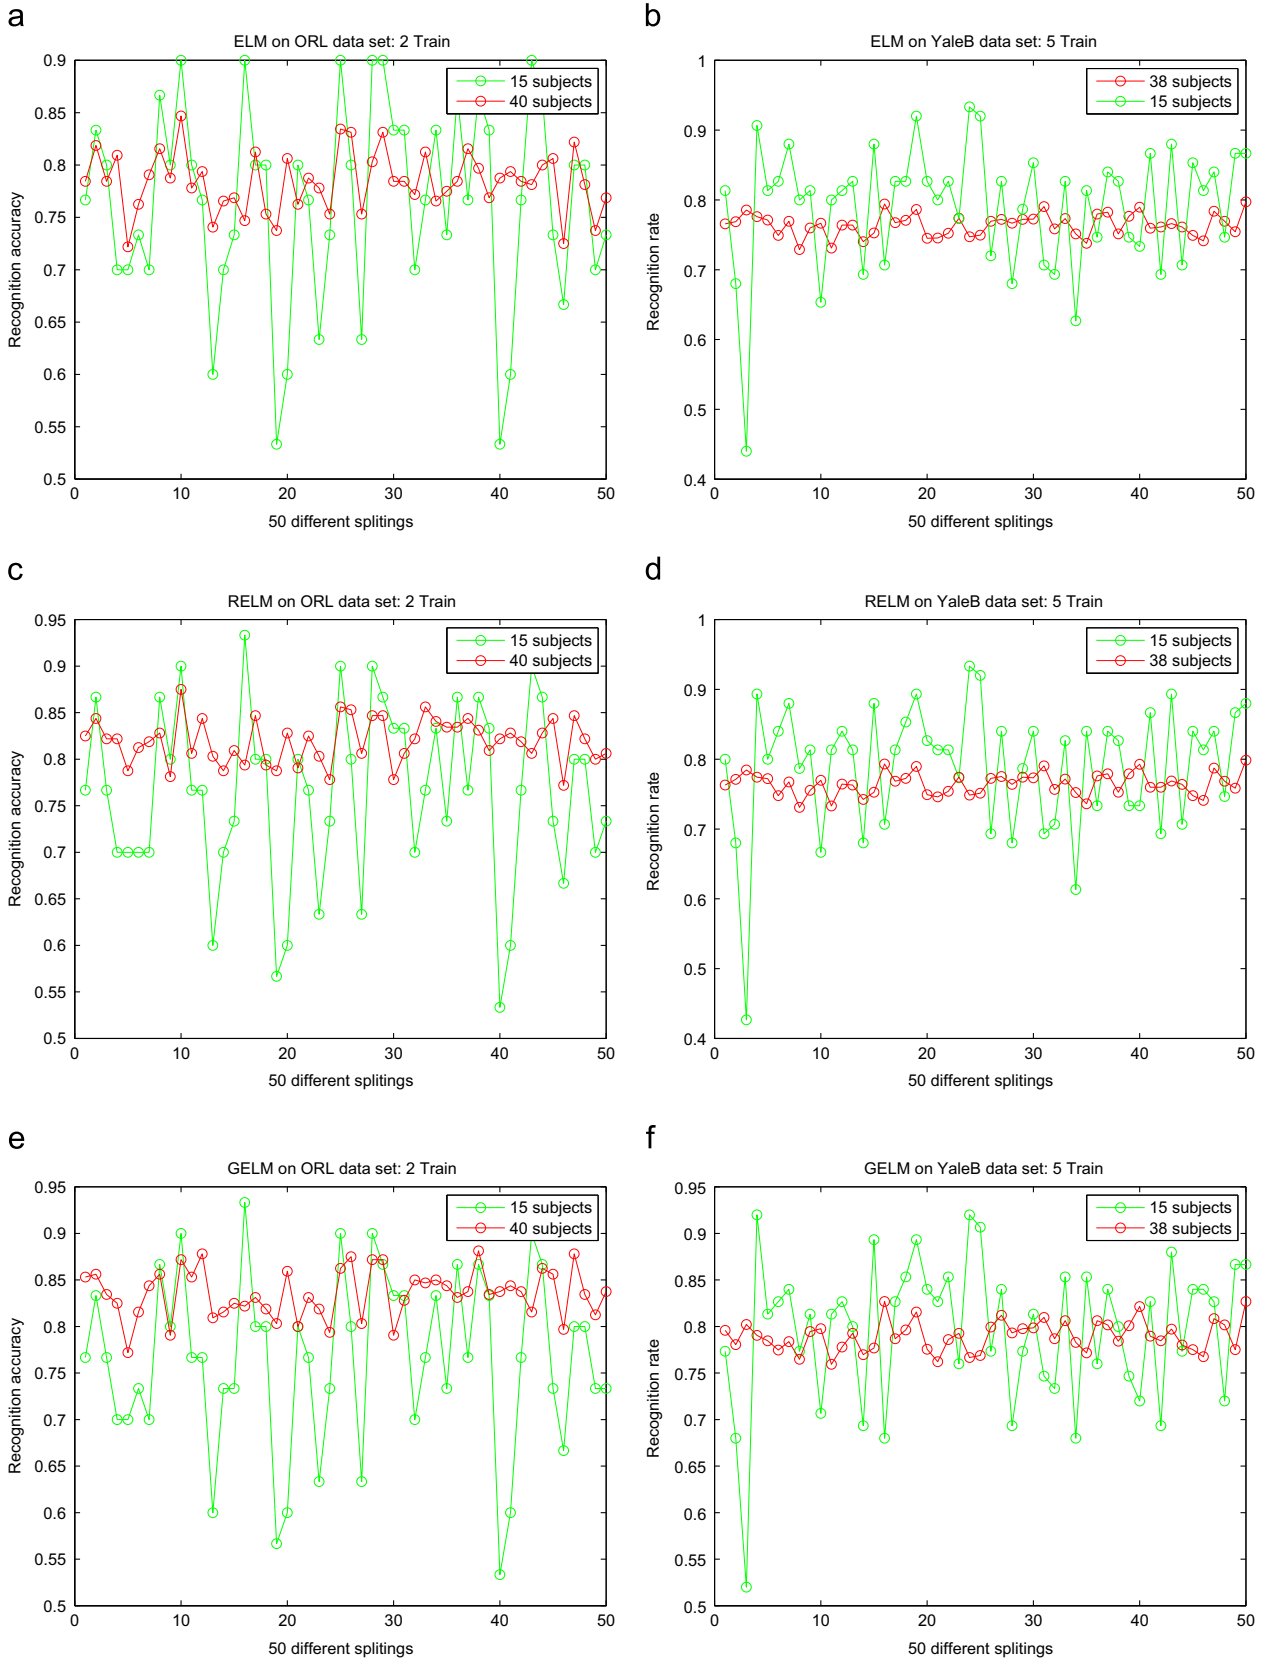 a
ELM on ORL data set: 2 Train
0.9
0.85
0.8
0.75
0.7
0.65
0.6
0.55
0.5
Recognition accuracy
15 subjects
40 subjects
0
10
20
30
40
50
50 different splitings
b
ELM on YaleB data set: 5 Train
1
0.9
0.8
0.7
0.6
0.5
0.4
Recognition rate
38 subjects
15 subjects
0
10
20
30
40
50
50 different splitings
c
RELM on ORL data set: 2 Train
0.95
0.9
0.85
0.8
0.75
0.7
0.65
0.6
0.55
0.5
Recognition accuracy
15 subjects
40 subjects
0
10
20
30
40
50
50 different splitings
d
RELM on YaleB data set: 5 Train
1
0.9
0.8
0.7
0.6
0.5
0.4
Recognition rate
15 subjects
38 subjects
0
10
20
30
40
50
50 different splitings
e
GELM on ORL data set: 2 Train
0.95
0.9
0.85
0.8
0.75
0.7
0.65
0.6
0.55
0.5
Recognition accuracy
15 subjects
40 subjects
0
10
20
30
40
50
50 different splitings
f
GELM on YaleB data set: 5 Train
0.95
0.9
0.85
0.8
0.75
0.7
0.65
0.6
0.55
0.5
Recognition rate
15 subjects
38 subjects
0
10
20
30
40
50
50 different splitings